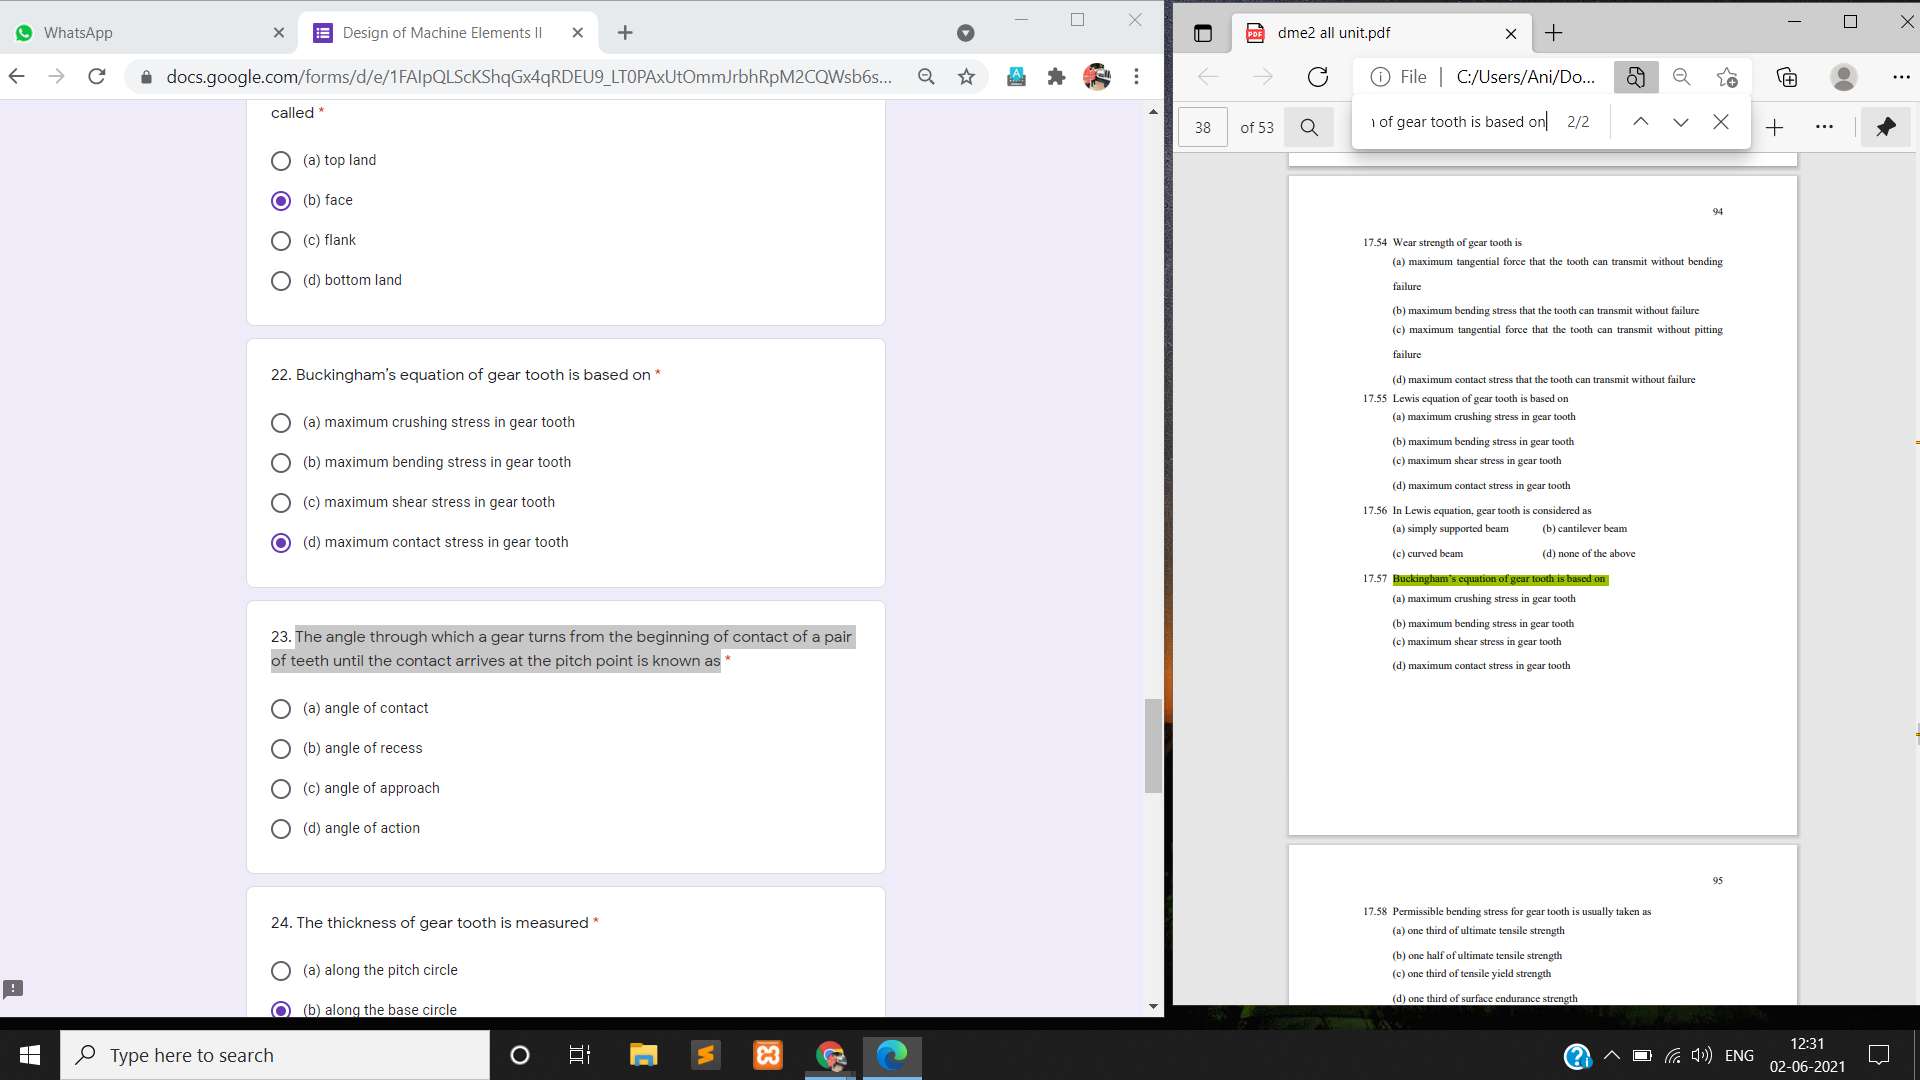 WhatsApp
Design of Machine Elements II
docs.google.com/forms/d/e/1FAIpQLScKShqGx4qRDEU9_LT0PAxUtOmmJrbhRpM2CQWsb6s...
called *
(a) top land
(b) face
(c) flank
(d) bottom land
22. Buckingham's equation of gear tooth is based on *
(a) maximum crushing stress in gear tooth
(b) maximum bending stress in gear tooth
(c) maximum shear stress in gear tooth
(d) maximum contact stress in gear tooth
23. The angle through which a gear turns from the beginning of contact of a pair
of teeth until the contact arrives at the pitch point is known as *
(a) angle of contact
(b) angle of recess
(c) angle of approach
(d) angle of action
24. The thickness of gear tooth is measured *
(a) along the pitch circle
(b) along the base circle
dme2 all unit.pdf
File
C:/Users/Ani/Do...
38 of 53
of gear tooth is based on 2/2
94
17.54 Wear strength of gear tooth is
(a) maximum tangential force that the tooth can transmit without bending
failure
(b) maximum bending stress that the tooth can transmit without failure
(c) maximum tangential force that the tooth can transmit without pitting
failure
(d) maximum contact stress that the tooth can transmit without failure
17.55 Lewis equation of gear tooth is based on
(a) maximum crushing stress in gear tooth
(b) maximum bending stress in gear tooth
(c) maximum shear stress in gear tooth
(d) maximum contact stress in gear tooth
17.56 In Lewis equation, gear tooth is considered as
(a) simply supported beam (b) cantilever beam
(c) curved beam (d) none of the above
17.57 Buckingham's equation of gear tooth is based on
(a) maximum crushing stress in gear tooth
(b) maximum bending stress in gear tooth
(c) maximum shear stress in gear tooth
(d) maximum contact stress in gear tooth
95
17.58 Permissible bending stress for gear tooth is usually taken as
(a) one third of ultimate tensile strength
(b) one half of ultimate tensile strength
(c) one third of tensile yield strength
(d) one third of surface endurance strength
Type here to search
ENG
12:31
02-06-2021